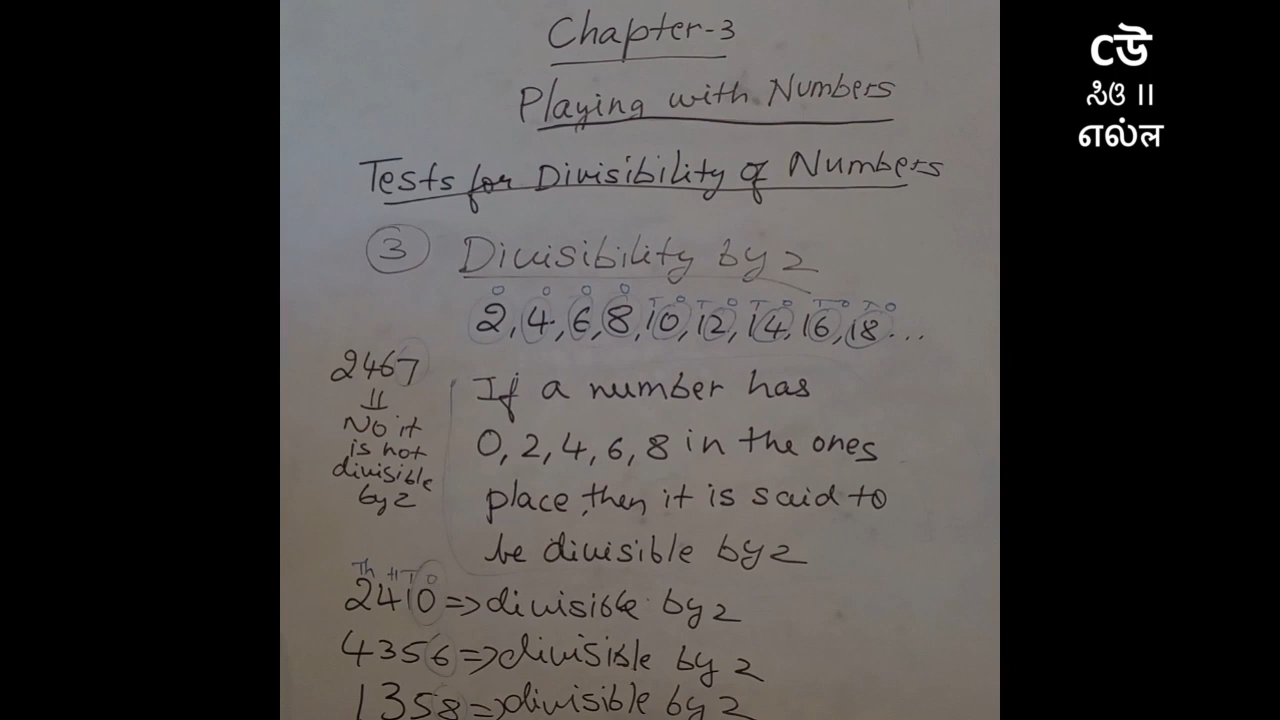 Chapter-3
Playing with Numbers
Tests for Divisibility of Numbers
3 Divisibility by 2
O O O O T O T O T O T O T O
2, 4, 6, 8, 10, 12, 14, 16, 18...
If a number has
0, 2, 4, 6, 8 in the ones
place, then it is said to
be divisible by 2
2467
No it
is not
divisible
by 2
Th H T O
2410 => divisible by 2
4356 => divisible by 2
1358 => divisible by 2
Cউ
ಸಿಓ ॥
எல்ல